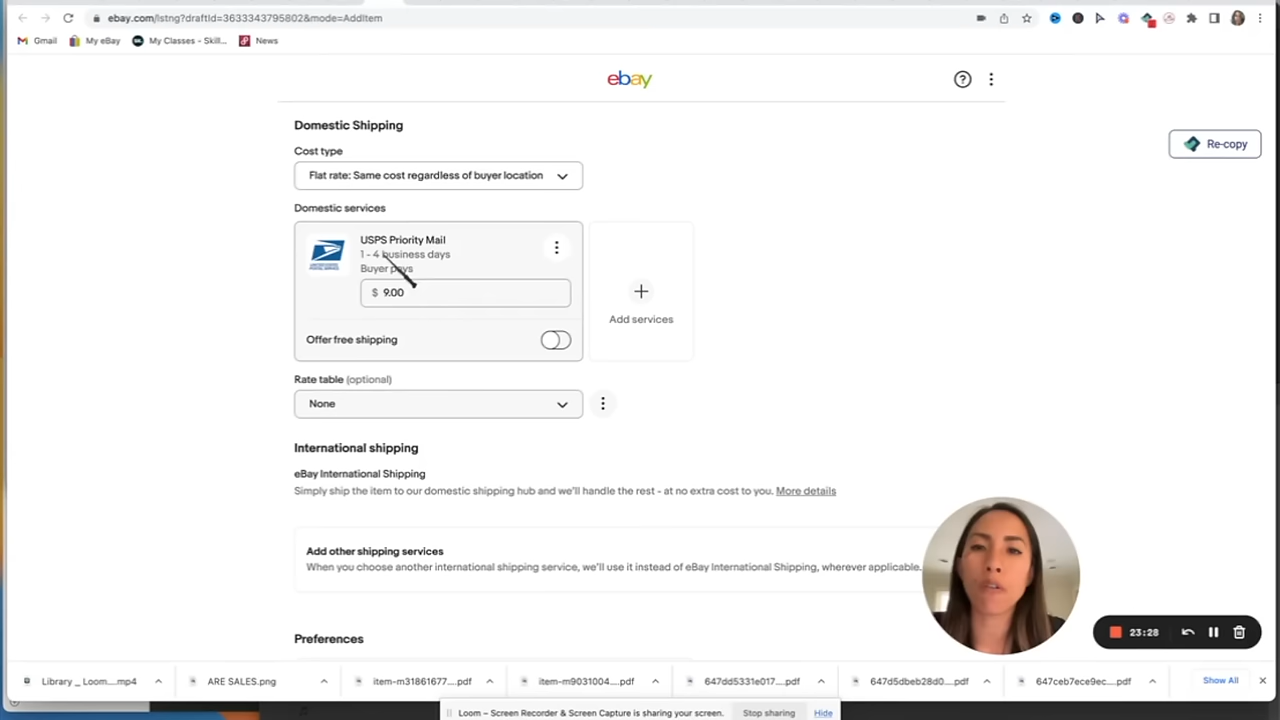 ebay.com/lstng?draftId=3633343795802&mode=AddItem
Gmail
My eBay
My Classes - Skill...
News
ebay
Re-copy
Domestic Shipping
Cost type
Flat rate: Same cost regardless of buyer location
Domestic services
USPS Priority Mail
1 - 4 business days
Buyer pays
$ 9.00
Offer free shipping
Add services
Rate table (optional)
None
International shipping
eBay International Shipping
Simply ship the item to our domestic shipping hub and we'll handle the rest - at no extra cost to you. More details
Add other shipping services
When you choose another international shipping service, we'll use it instead of eBay International Shipping, wherever applicable.
Preferences
23:28
Library _ Loom....mp4
ARE SALES.png
item-m31861677....pdf
item-m9031004....pdf
647dd5331e017....pdf
647d5dbeb28d0....pdf
647ceb7ece9ec....pdf
Show All
Loom – Screen Recorder & Screen Capture is sharing your screen.
Stop sharing
Hide